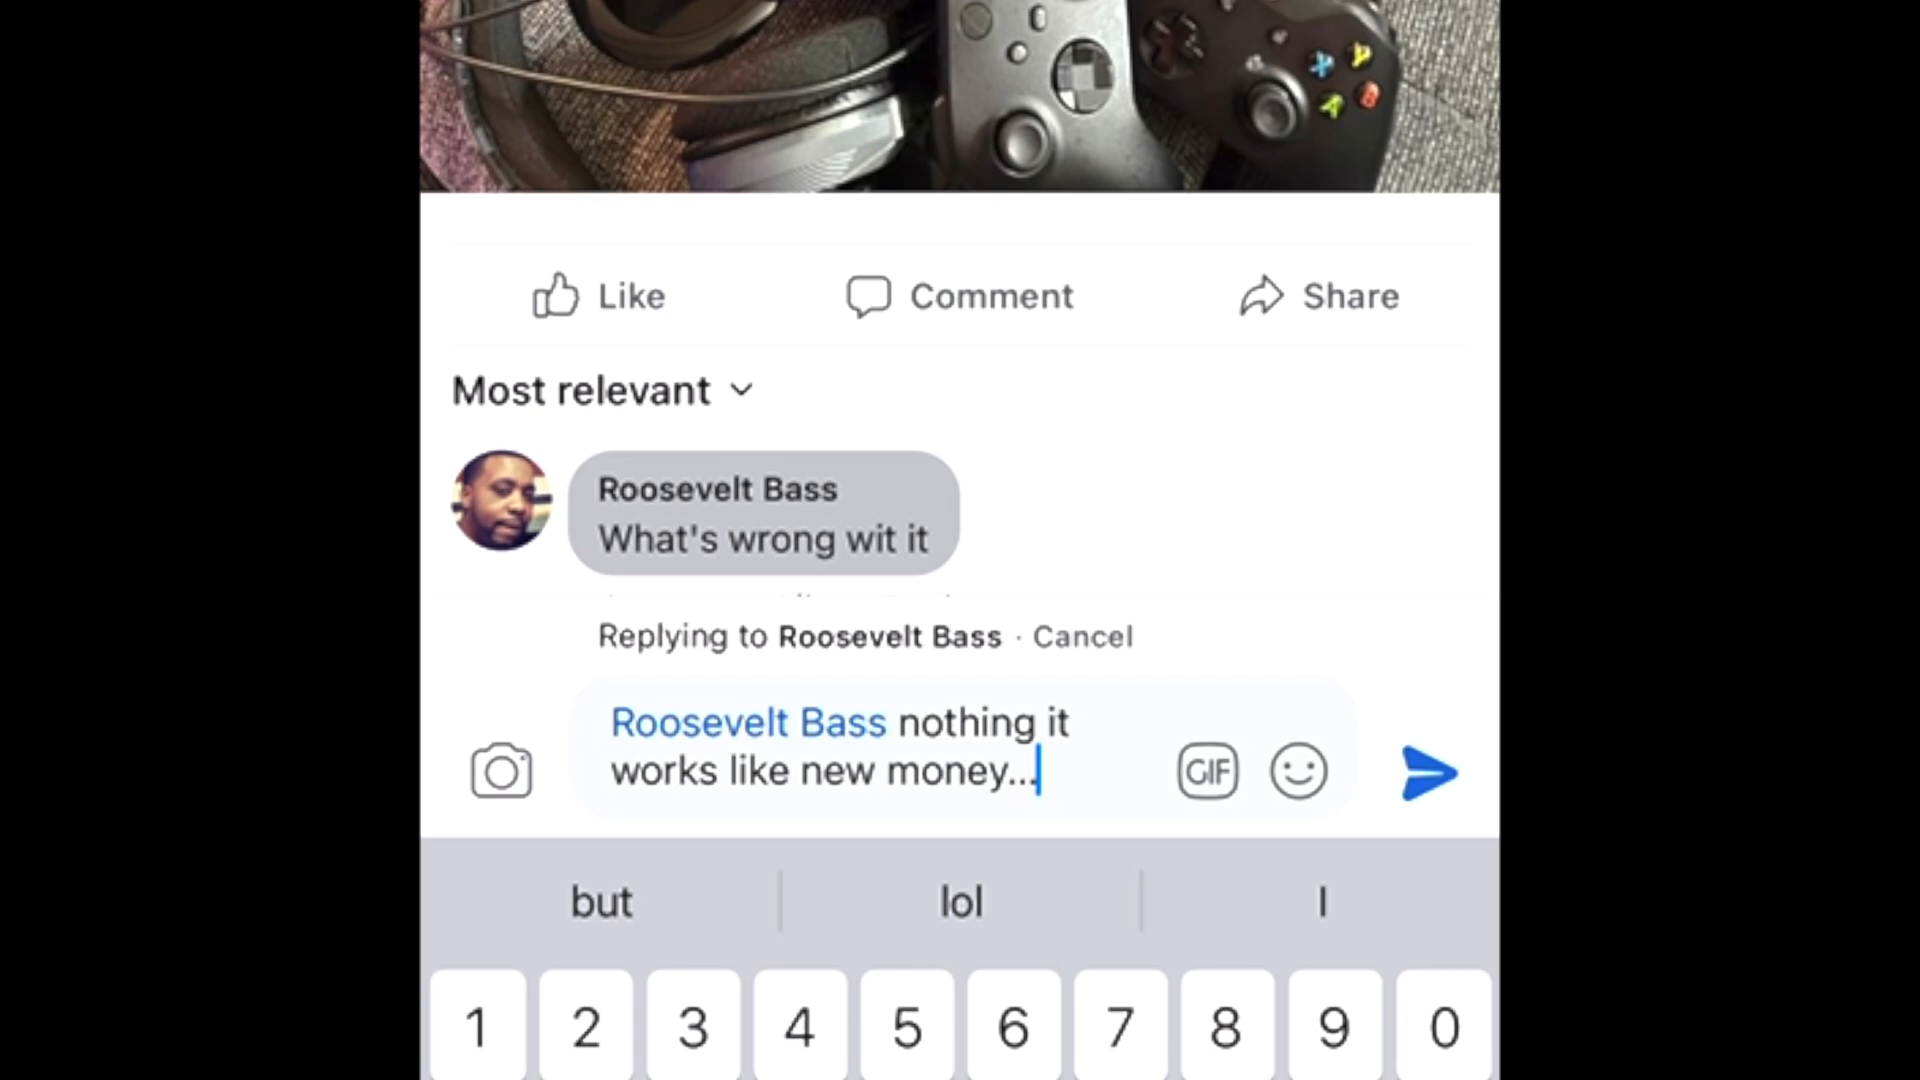 X Y A B
Like Comment Share
Most relevant
Roosevelt Bass
What's wrong wit it
Replying to Roosevelt Bass · Cancel
Roosevelt Bass nothing it
works like new money...
GIF
but lol I
1 2 3 4 5 6 7 8 9 0